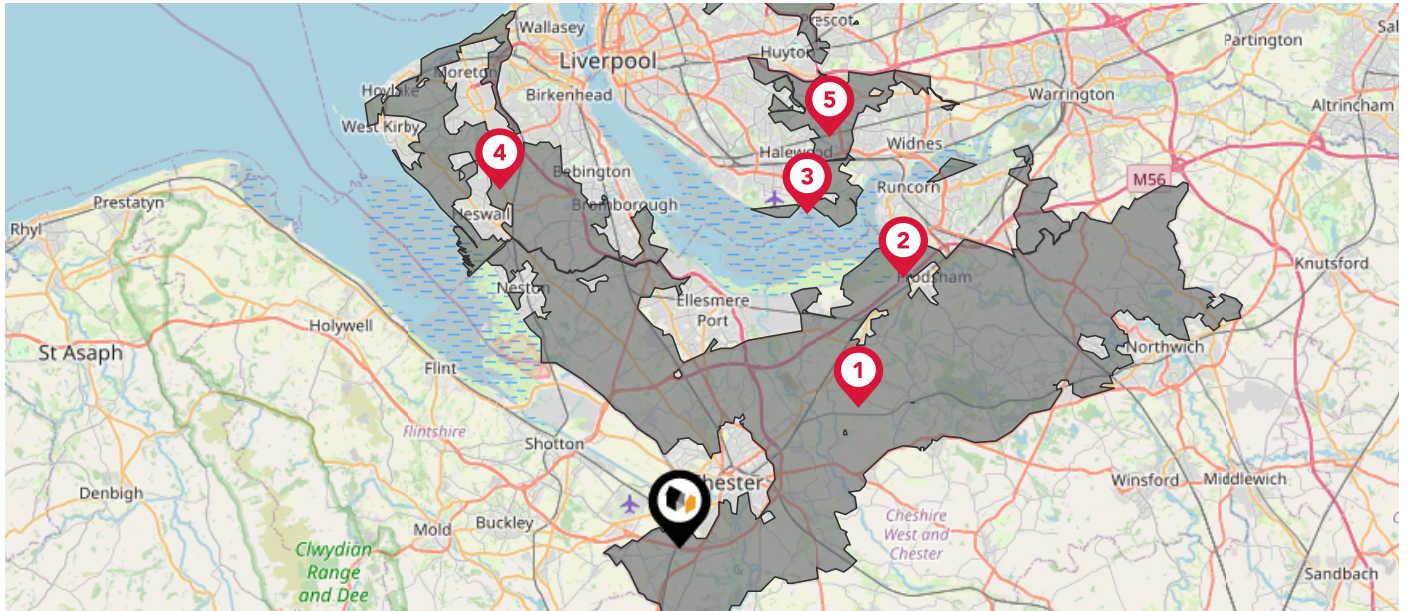 Wallasey
Prescot
Partington
Liverpool
Huyton
Moreton
Hoylake
Birkenhead
5
Warrington
Altrincham
West Kirby
4
Halewood
Widnes
Bebington
3
M56
Runcorn
Prestatyn
Heswall
Bromborough
Rhyl
2
Knutsford
Neston
Frodsham
Ellesmere
Port
Holywell
St Asaph
Northwich
Flint
1
Flintshire
Shotton
Chester
Denbigh
Winsford
Middlewich
Mold
Buckley
Cheshire
West and
Chester
Clwydian
Range
and Dee
Sandbach